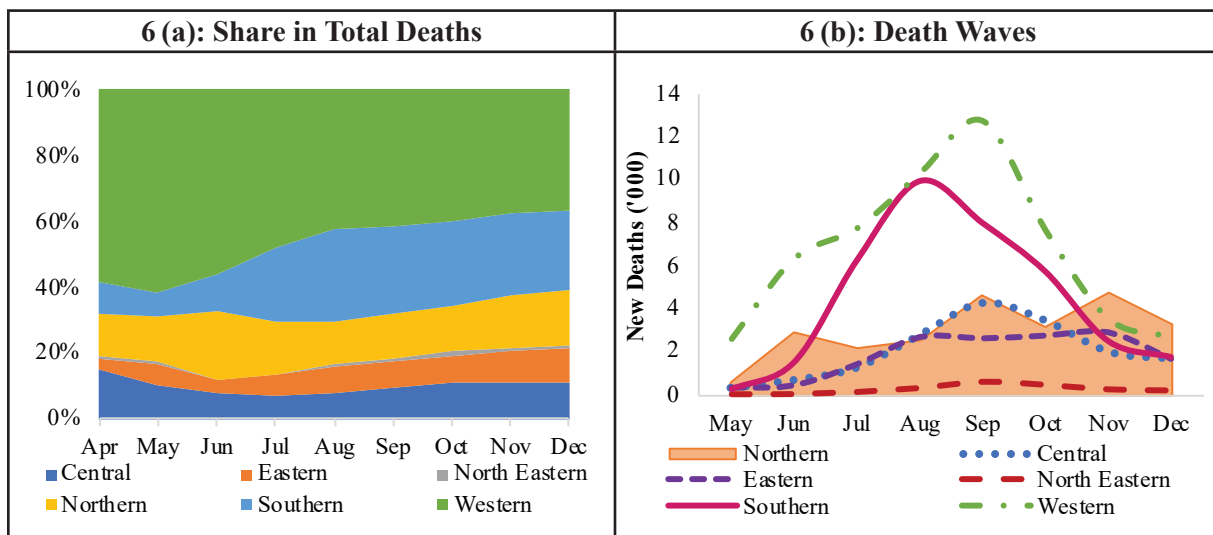 6 (a): Share in Total Deaths
100%
80%
60%
40%
20%
0%
Apr May Jun Jul Aug Sep Oct Nov Dec
Central Eastern North Eastern
Northern Southern Western
6 (b): Death Waves
New Deaths ('000)
14
12
10
8
6
4
2
0
May Jun Jul Aug Sep Oct Nov Dec
Northern Central
Eastern North Eastern
Southern Western